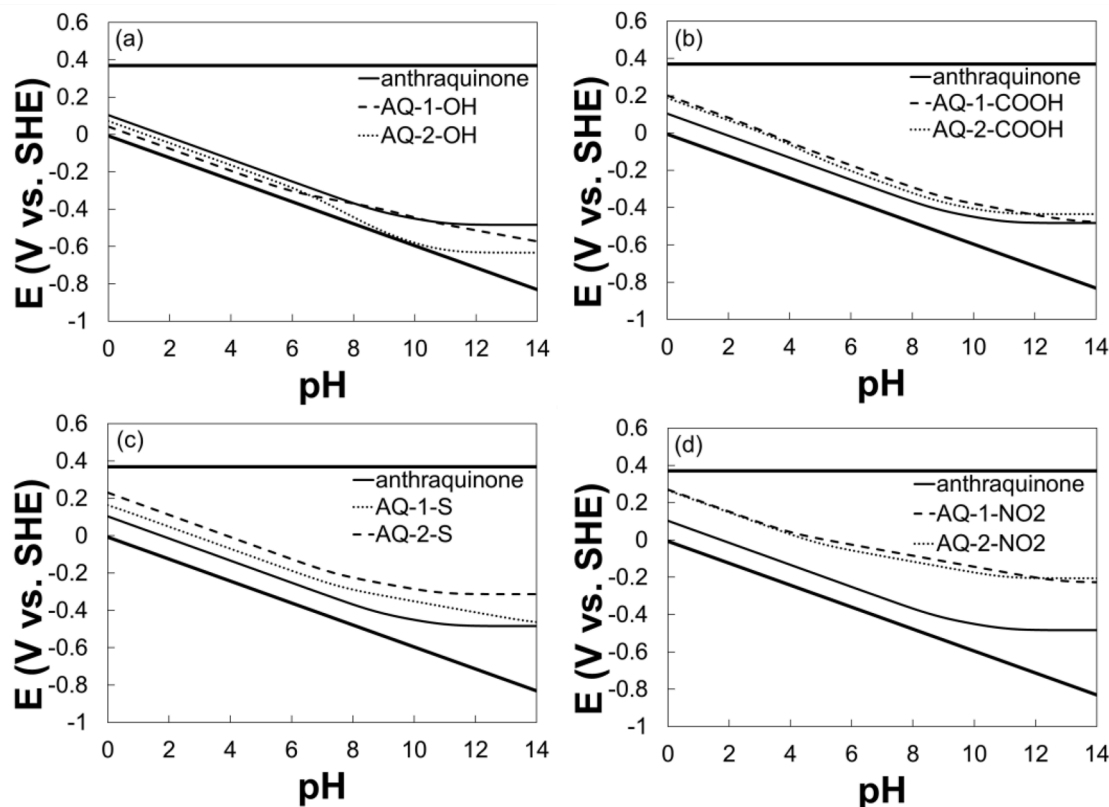 (a)
anthraquinone
AQ-1-OH
AQ-2-OH
E (V vs. SHE)
0.6
0.4
0.2
0
-0.2
-0.4
-0.6
-0.8
-1
0 2 4 6 8 10 12 14
pH
(b)
anthraquinone
AQ-1-COOH
AQ-2-COOH
E (V vs. SHE)
0.6
0.4
0.2
0
-0.2
-0.4
-0.6
-0.8
-1
0 2 4 6 8 10 12 14
pH
(c)
anthraquinone
AQ-1-S
AQ-2-S
E (V vs. SHE)
0.6
0.4
0.2
0
-0.2
-0.4
-0.6
-0.8
-1
0 2 4 6 8 10 12 14
pH
(d)
anthraquinone
AQ-1-NO2
AQ-2-NO2
E (V vs. SHE)
0.6
0.4
0.2
0
-0.2
-0.4
-0.6
-0.8
-1
0 2 4 6 8 10 12 14
pH